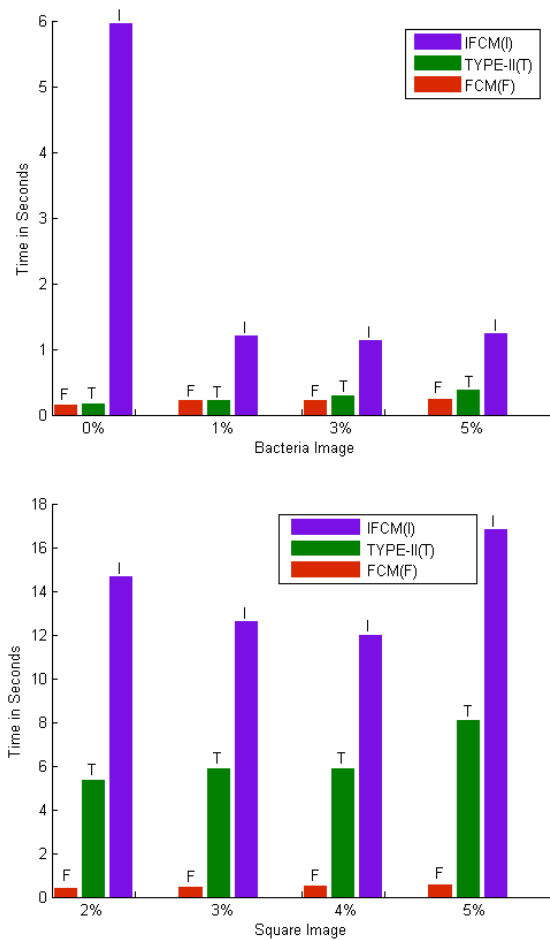 6
5
4
3
2
1
0
Time in Seconds
IFCM(I)
TYPE-II(T)
FCM(F)
F T I
F T I
F T I
F T I
0% 1% 3% 5%
Bacteria Image
18
16
14
12
10
8
6
4
2
0
Time in Seconds
IFCM(I)
TYPE-II(T)
FCM(F)
F T I
F T I
F T I
F T I
2% 3% 4% 5%
Square Image